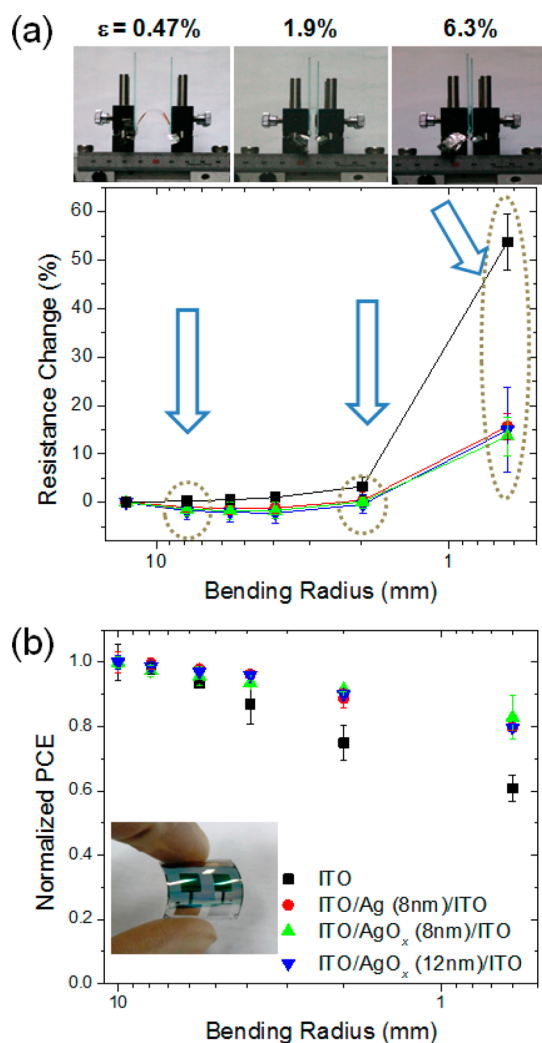 (a)
ε = 0.47% 1.9% 6.3%
60
50
40
30
20
10
0
Resistance Change (%)
10 1
Bending Radius (mm)
(b)
1.0
0.8
0.6
0.4
0.2
0.0
Normalized PCE
ITO
ITO/Ag (8nm)/ITO
ITO/AgOₓ (8nm)/ITO
ITO/AgOₓ (12nm)/ITO
10 1
Bending Radius (mm)